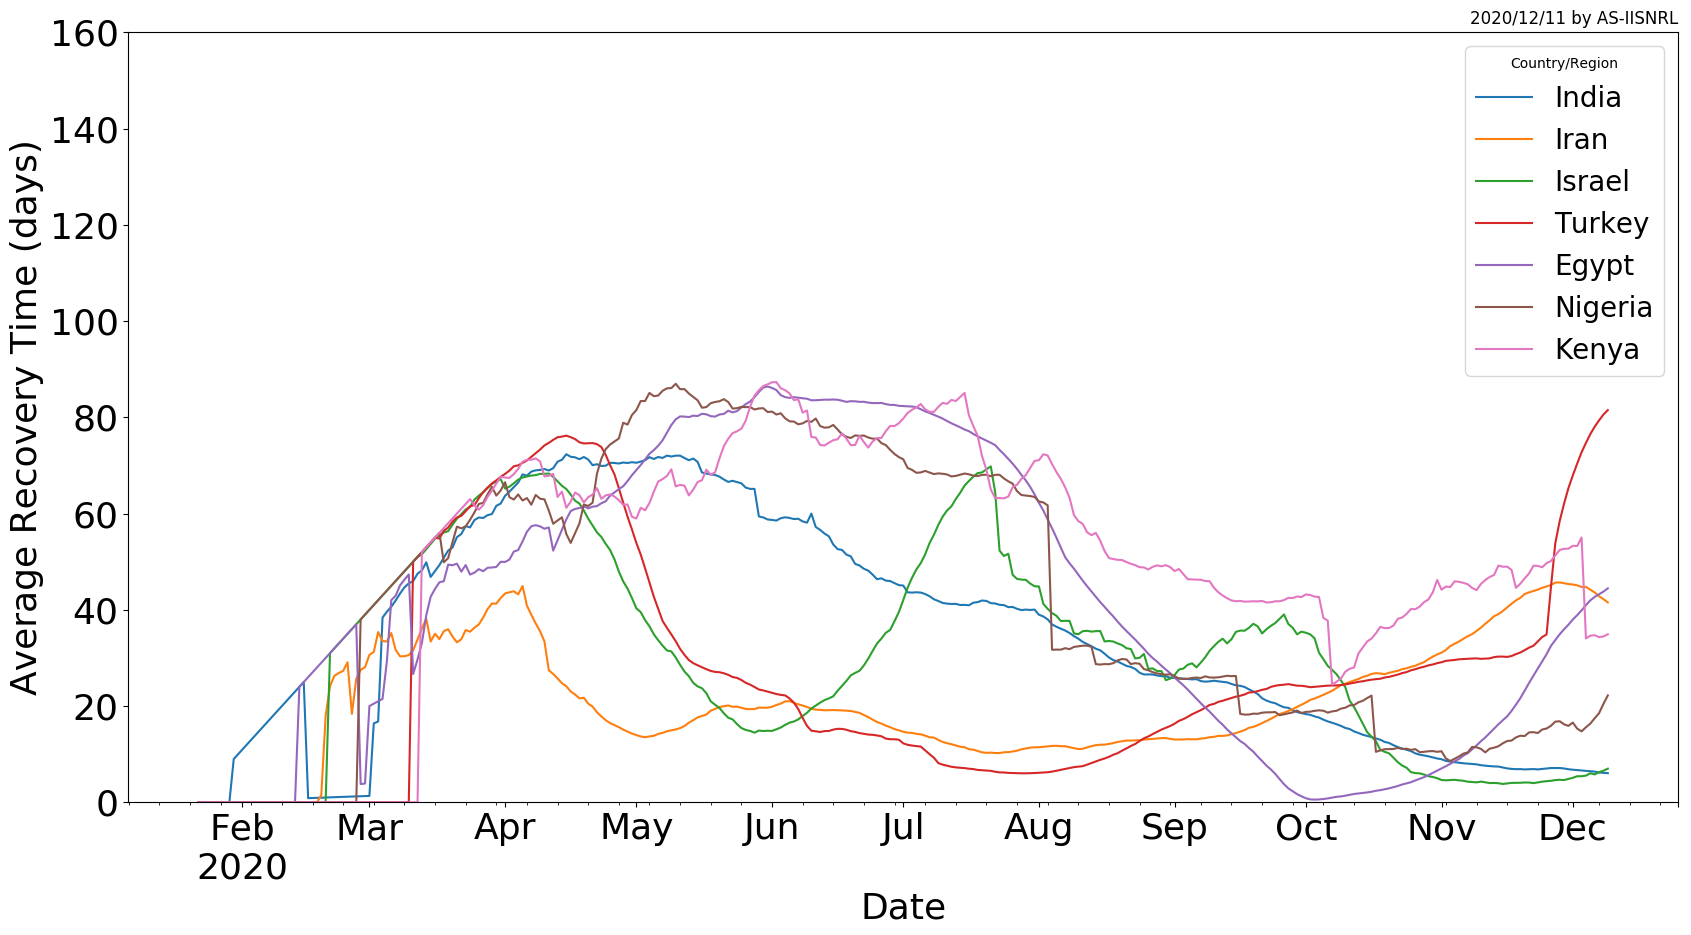 2020/12/11 by AS-IISNRL
160
140
120
100
80
60
40
20
0
Average Recovery Time (days)
Country/Region
India
Iran
Israel
Turkey
Egypt
Nigeria
Kenya
Feb Mar Apr May Jun Jul Aug Sep Oct Nov Dec
2020
Date